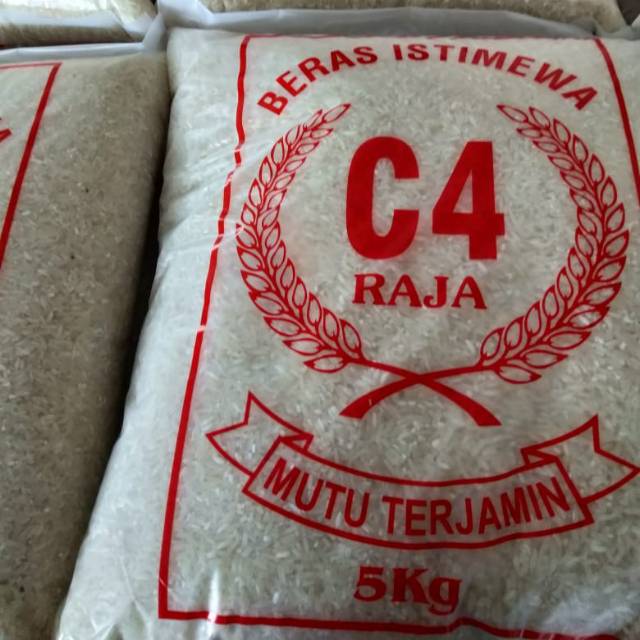 BERAS ISTIMEWA
C4
RAJA
MUTU TERJAMIN
5Kg